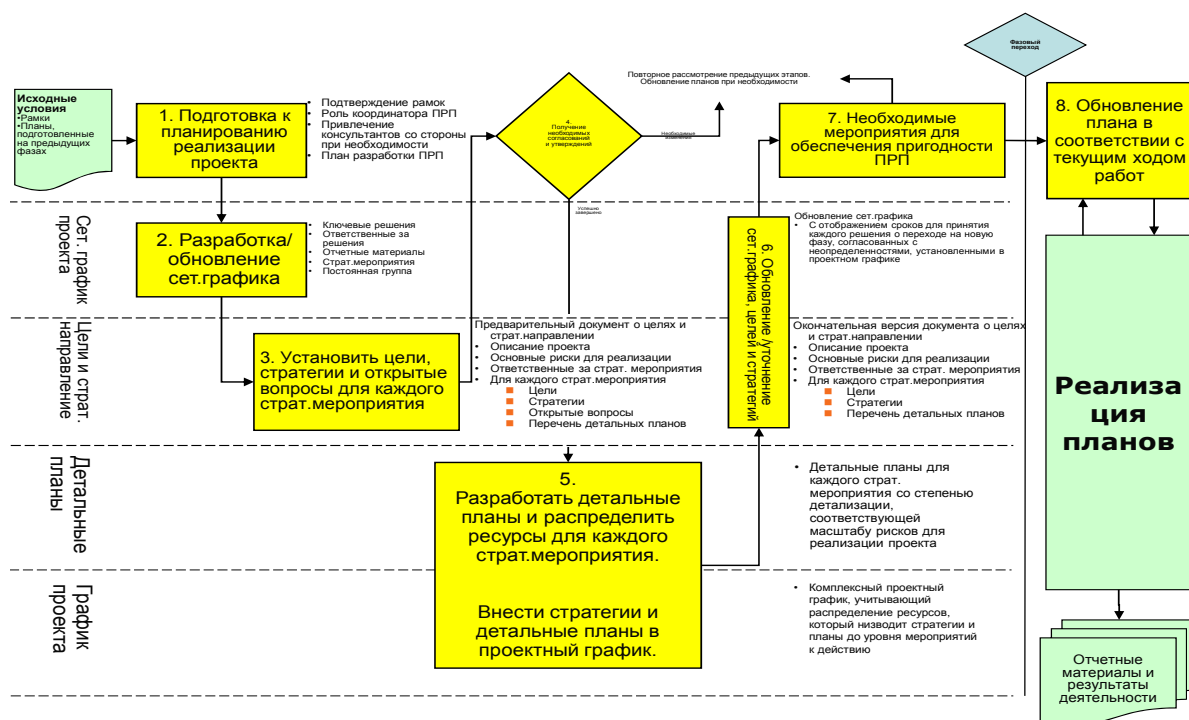 Фазовый
переход
Исходные
условия
•Рамки
•Планы,
подготовленные
на предыдущих
фазах
1. Подготовка к
планированию
реализации
проекта
• Подтверждение рамок
• Роль координатора ПРП
• Привлечение
консультантов со стороны
при необходимости
• План разработки ПРП
4.
Получение
необходимых
согласований
и утверждений
Повторное рассмотрение предыдущих этапов.
Обновление планов при необходимости
Необходимые
Успешно
завершено
7. Необходимые
мероприятия для
обеспечения пригодности
ПРП
8. Обновление
плана в
соответствии с
текущим ходом
работ
Сет. график
проекта
2. Разработка/
обновление
сет.графика
• Ключевые решения
• Ответственные за
решения
• Отчетные материалы
• Страт.мероприятия
• Постоянная группа
6. Обновление /уточнение
сет.графика, целей и стратегий
Обновление сет.графика
• С отображением сроков для принятия
каждого решения о переходе на новую
фазу, согласованных с
неопределенностями, установленными в
проектном графике
Цели и страт.
направление
3. Установить цели,
стратегии и открытые
вопросы для каждого
страт.мероприятия
Предварительный документ о целях и
страт.направлении
• Описание проекта
• Основные риски для реализации
• Ответственные за страт. мероприятия
• Для каждого страт.мероприятия
Цели
Стратегии
Открытые вопросы
Перечень детальных планов
Окончательная версия документа о целях
и страт.направлении
• Описание проекта
• Основные риски для реализации
• Ответственные за страт. мероприятия
• Для каждого страт.мероприятия
Цели
Стратегии
Перечень детальных планов
Реализа
ция
планов
Детальные
планы
5.
Разработать детальные
планы и распределить
ресурсы для каждого
страт.мероприятия.
Внести стратегии и
детальные планы в
проектный график.
• Детальные планы для
каждого страт.
мероприятия со степенью
детализации,
соответствующей
масштабу рисков для
реализации проекта
График
проекта
• Комплексный проектный
график, учитывающий
распределение ресурсов,
который низводит стратегии и
планы до уровня мероприятий
к действию
Отчетные
материалы и
результаты
деятельности